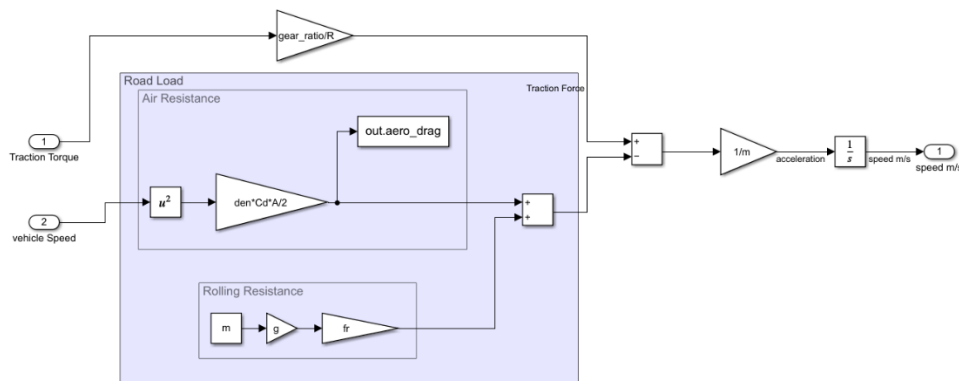 gear_ratio/R
Road Load
Traction Force
Air Resistance
out.aero_drag
1
Traction Torque
+
−
1/m
acceleration
1
s
speed m/s
1
speed m/s
u²
den*Cd*A/2
+
+
2
vehicle Speed
Rolling Resistance
m
g
fr